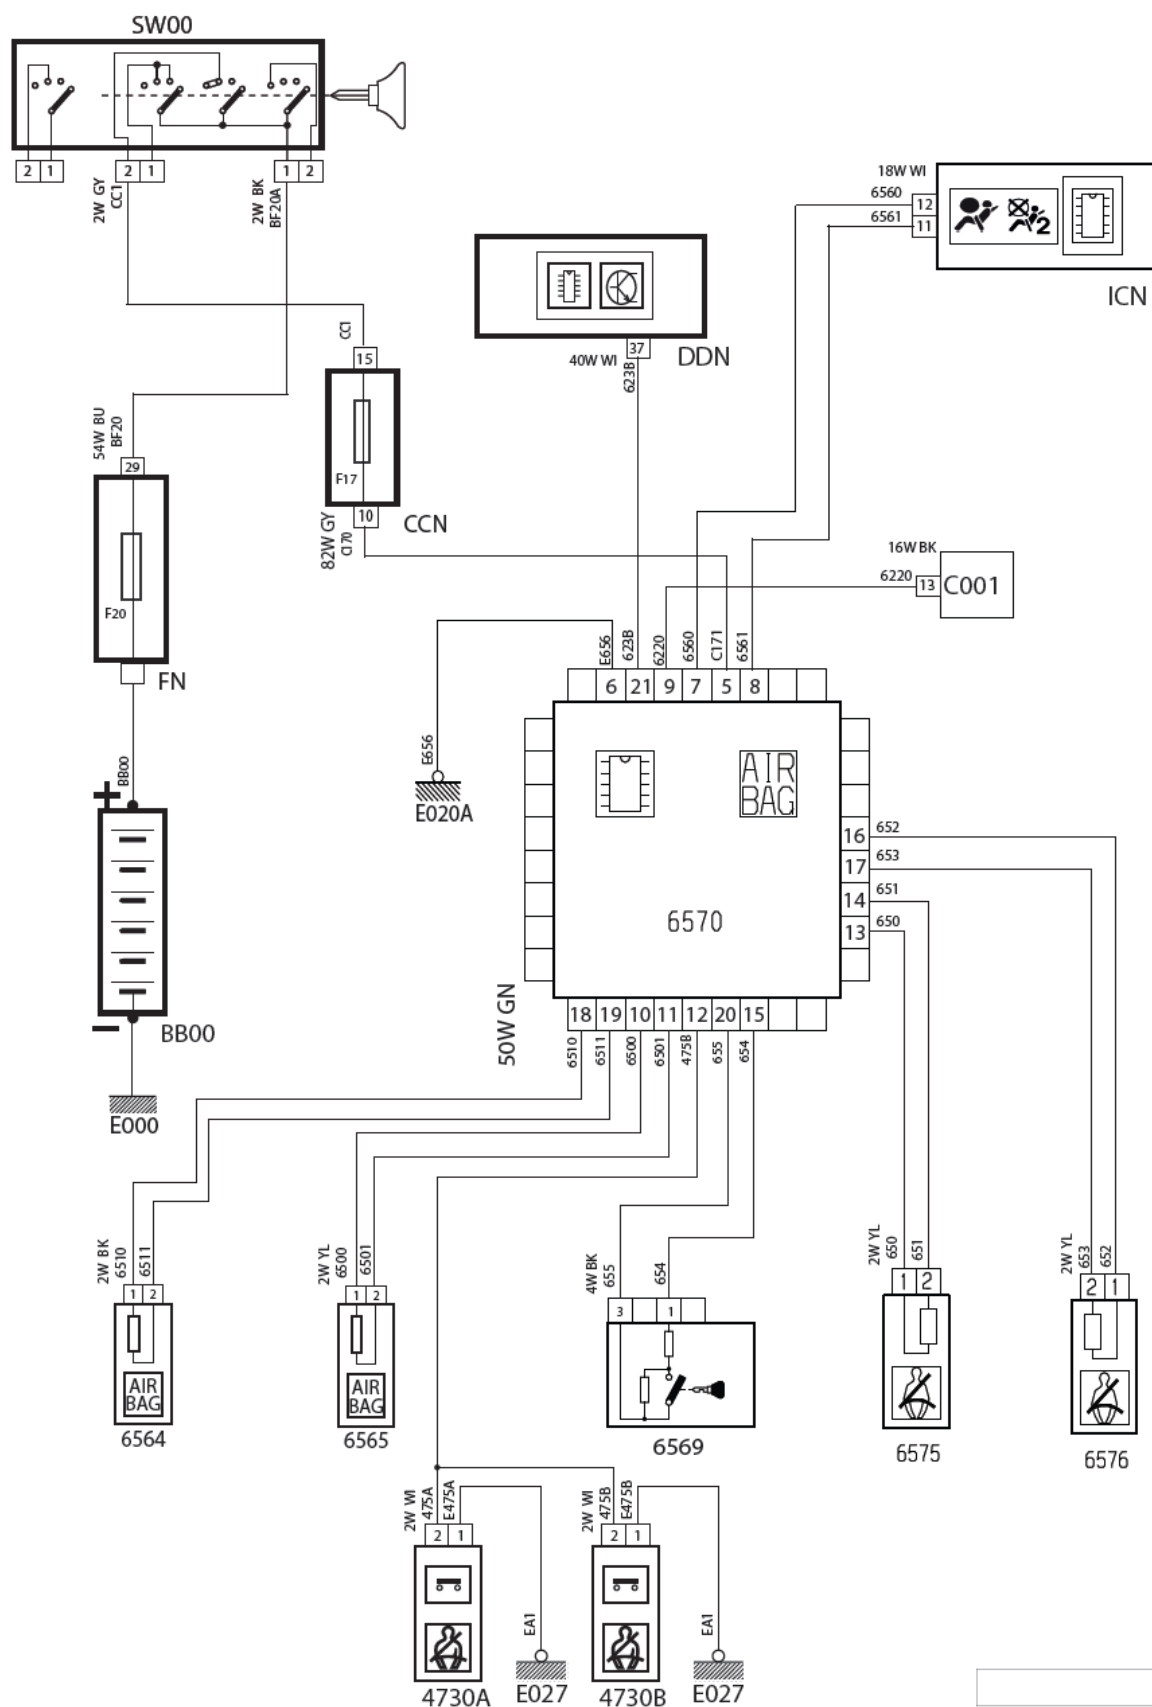 SW00
2 1
2 1
1 2
2W GY
CC1
2W BK
BF20A
18W WI
6560
12
6561
11
2
ICN
37
DDN
40W WI
623B
CC1
15
F17
10
CCN
82W GY
C170
54W BU
BF20
29
F20
FN
16W BK
6220
13
C001
E656
623B
6220
6560
C171
6561
6 21 9 7 5 8
E656
E020A
BB00
+
−
BB00
E000
AIR
BAG
6570
16
652
17
653
14
651
13
650
50W GN
18 19 10 11 12 20 15
6510
6511
6500
6501
475B
655
654
2W BK
6510
6511
1 2
AIR
BAG
6564
2W YL
6500
6501
1 2
AIR
BAG
6565
4W BK
655
654
3 1
6569
2W YL
650
651
1 2
6575
2W YL
653
652
2 1
6576
2W WI
475A
E475A
2 1
4730A
EA1
E027
2W WI
475B
E475B
2 1
4730B
EA1
E027